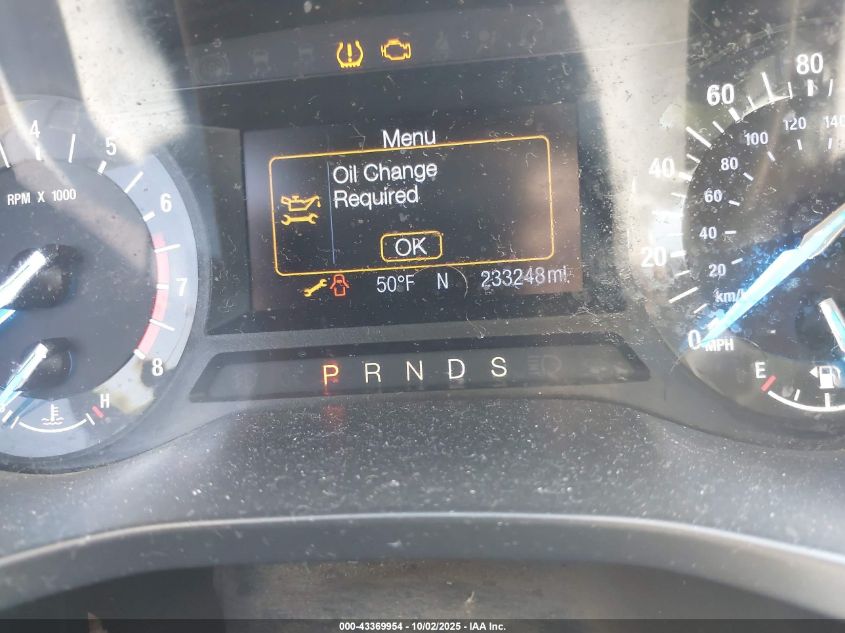 Menu
Oil Change
Required
OK
50°F N 233248mi
P R N D S
4
5
6
7
8
RPM X 1000
H
80
60
40
20
0
MPH
140
120
100
80
60
40
20
km/h
E
000-43369954 - 10/02/2025 - IAA Inc.